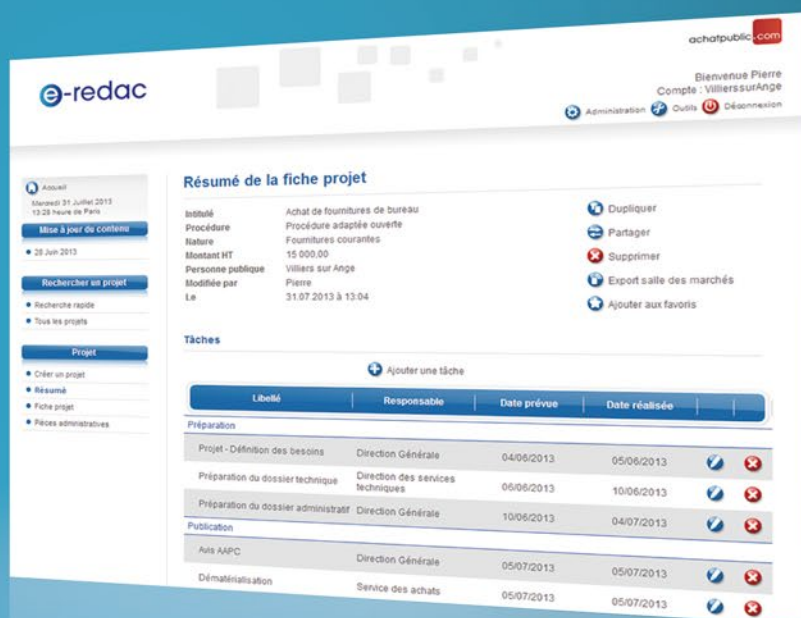 achatpublic.com
e-redac
Bienvenue Pierre
Compte : VillierssurAnge
Administration Outils Déconnexion
Accueil
Mercredi 31 Juillet 2013
13:28 heure de Paris
Mise à jour du contenu
28 Juin 2013
Rechercher un projet
Recherche rapide
Tous les projets
Projet
Créer un projet
Résumé
Fiche projet
Pièces administratives
Résumé de la fiche projet
Intitulé Achat de fournitures de bureau
Procédure Procédure adaptée ouverte
Nature Fournitures courantes
Montant HT 15 000,00
Personne publique Villiers sur Ange
Modifiée par Pierre
Le 31.07.2013 à 13:04
Dupliquer
Partager
Supprimer
Export salle des marchés
Ajouter aux favoris
Tâches
Ajouter une tâche
Libellé Responsable Date prévue Date réalisée
Préparation
Projet - Définition des besoins Direction Générale 04/06/2013 05/06/2013
Préparation du dossier technique Direction des services techniques 06/06/2013 10/06/2013
Préparation du dossier administratif Direction Générale 10/06/2013 04/07/2013
Publication
Avis AAPC Direction Générale 05/07/2013 05/07/2013
Dématérialisation Service des achats 05/07/2013 05/07/2013